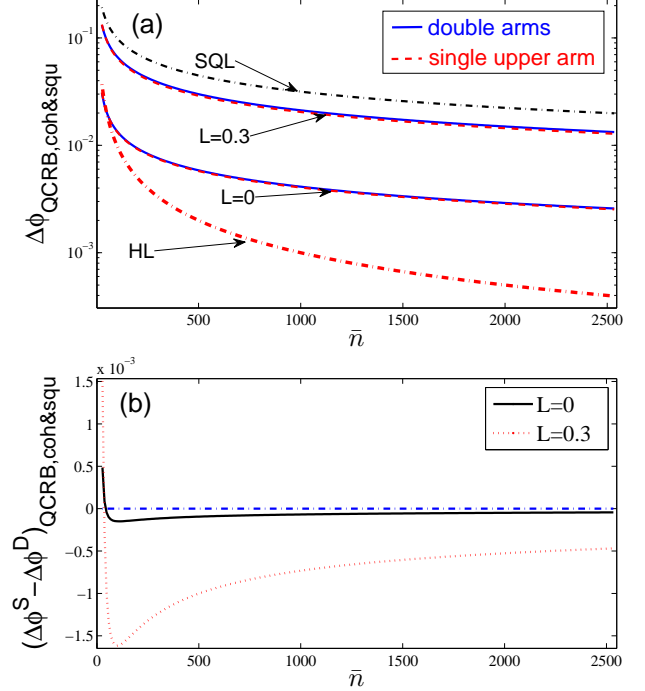 (a)
double arms
single upper arm
SQL
L=0.3
L=0
HL
10⁻¹
10⁻²
10⁻³
Δϕ_QCRB,coh&squ
500 1000 1500 2000 2500
n̄
x 10⁻³
(b)
L=0
L=0.3
1.5
1
0.5
0
−0.5
−1
−1.5
(Δϕ^S−Δϕ^D)_QCRB,coh&squ
0 500 1000 1500 2000 2500
n̄